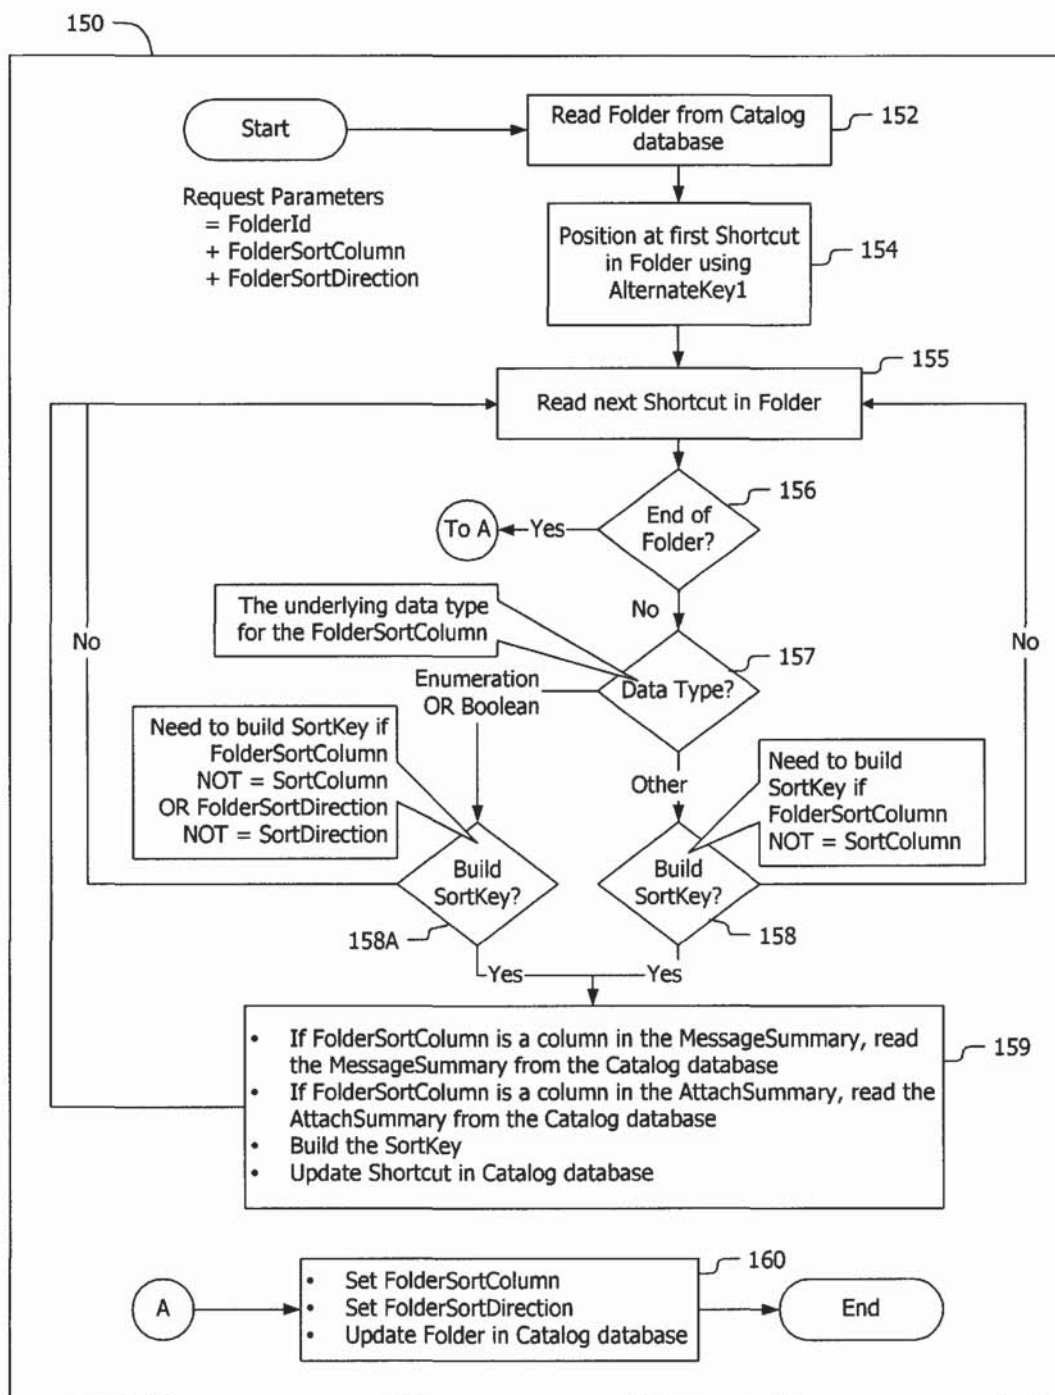 150
Start
Read Folder from Catalog
database
152
Request Parameters
= FolderId
+ FolderSortColumn
+ FolderSortDirection
Position at first Shortcut
in Folder using
AlternateKey1
154
155
Read next Shortcut in Folder
156
End of
Folder?
Yes
To A
No
The underlying data type
for the FolderSortColumn
No
No
157
Data Type?
Enumeration
OR Boolean
Need to build SortKey if
FolderSortColumn
NOT = SortColumn
OR FolderSortDirection
NOT = SortDirection
Other
Need to build
SortKey if
FolderSortColumn
NOT = SortColumn
Build
SortKey?
Build
SortKey?
158A
158
Yes
Yes
• If FolderSortColumn is a column in the MessageSummary, read
the MessageSummary from the Catalog database
• If FolderSortColumn is a column in the AttachSummary, read the
AttachSummary from the Catalog database
• Build the SortKey
• Update Shortcut in Catalog database
159
160
A
• Set FolderSortColumn
• Set FolderSortDirection
• Update Folder in Catalog database
End